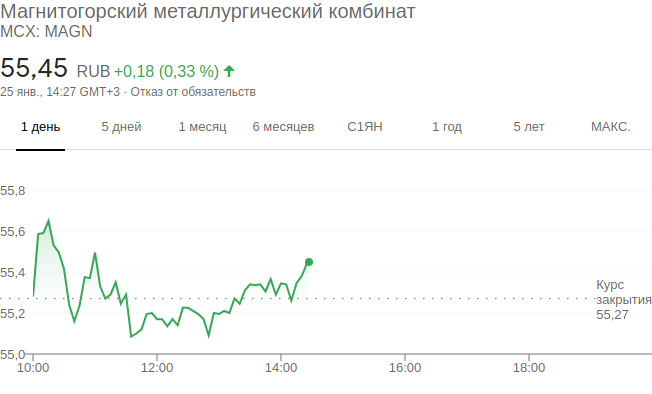 Магнитогорский металлургический комбинат
MCX: MAGN
55,45 RUB +0,18 (0,33 %)
25 янв., 14:27 GMT+3 · Отказ от обязательств
1 день 5 дней 1 месяц 6 месяцев С1ЯН 1 год 5 лет МАКС.
55,8
55,6
55,4
Курс
закрытия
55,27
55,2
55,0
10:00 12:00 14:00 16:00 18:00